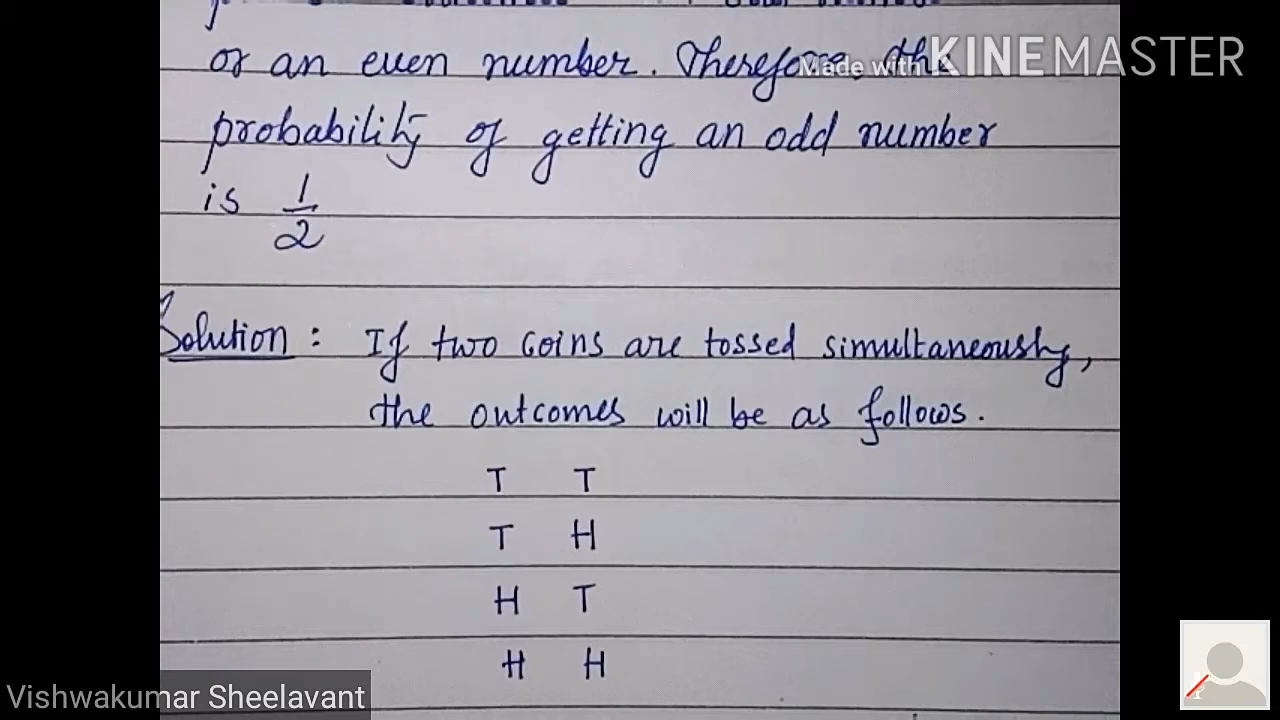 or an even number. Therefore, the
Made with KINEMASTER
probability of getting an odd number
is 1/2
Solution : If two coins are tossed simultaneously,
the outcomes will be as follows.
T T
T H
H T
H H
Vishwakumar Sheelavant